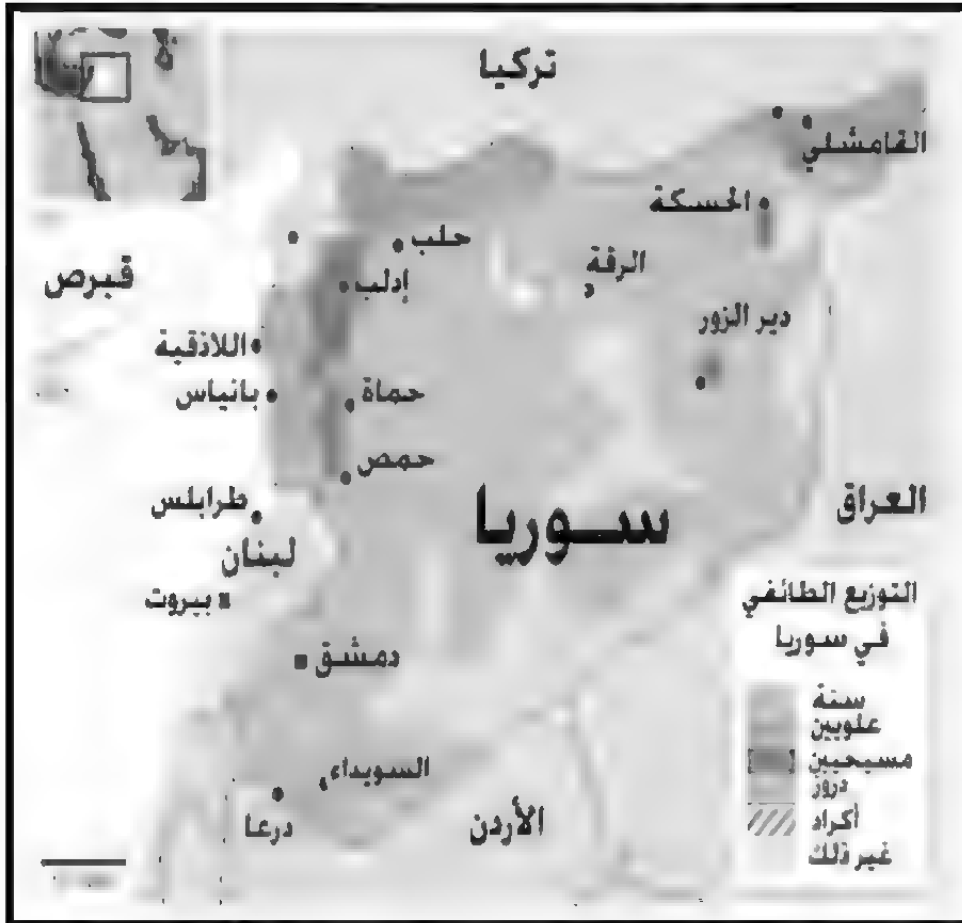 تركيا
القامشلي
الحسكة
حلب
الرقة
قبرص
إدلب
دير الزور
اللاذقية
بانياس
حماة
حمص
طرابلس
سوريا
العراق
لبنان
بيروت
دمشق
السويداء
درعا
الأردن
التوزيع الطائفي
في سوريا
سنة
علويين
مسيحيين
دروز
أكراد
غير ذلك